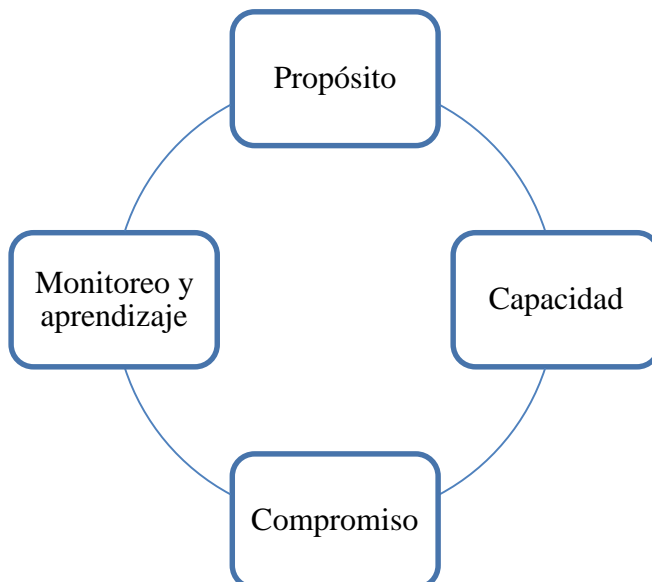 Propósito
Capacidad
Compromiso
Monitoreo y
aprendizaje